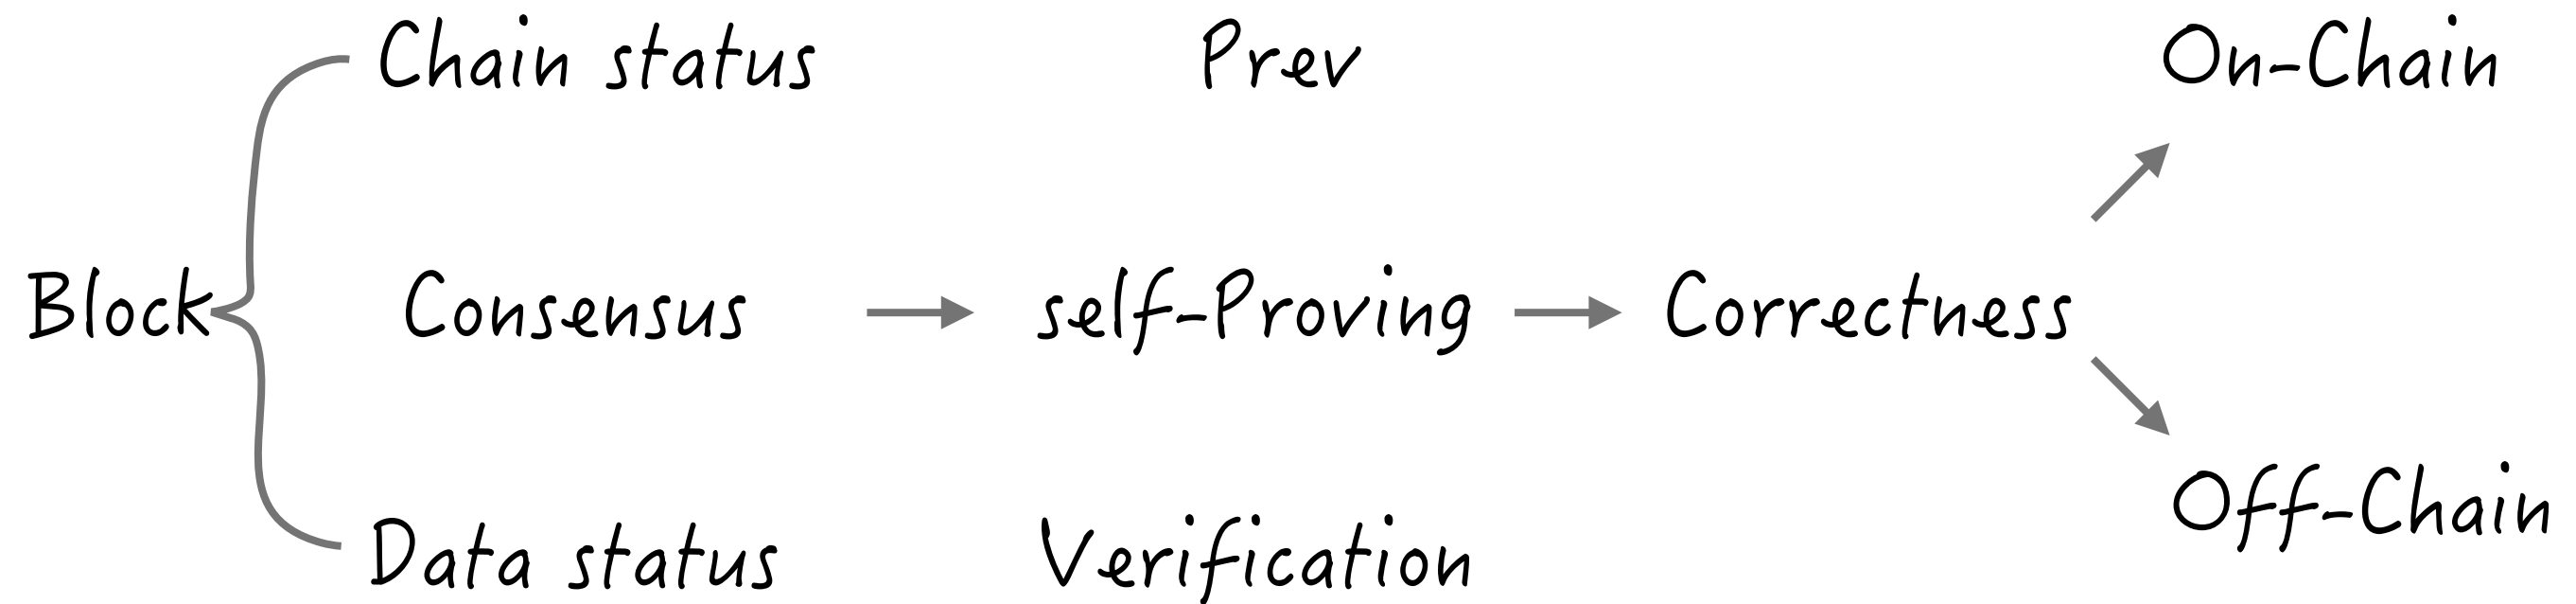 Chain status
Prev
On-Chain
Block
Consensus
self-Proving
Correctness
Off-Chain
Data status
Verification